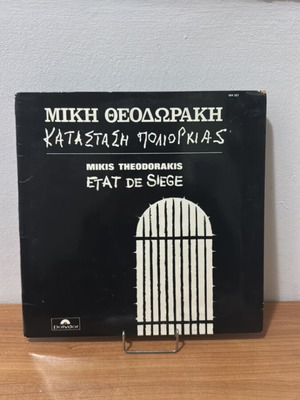 ΜΙΚΗ ΘΕΟΔΩΡΑΚΗ
ΚΑΤΑΣΤΑΣΗ ΠΟΛΙΟΡΚΙΑΣ
MIKIS THEODORAKIS
ETAT DE SIEGE
Polydor